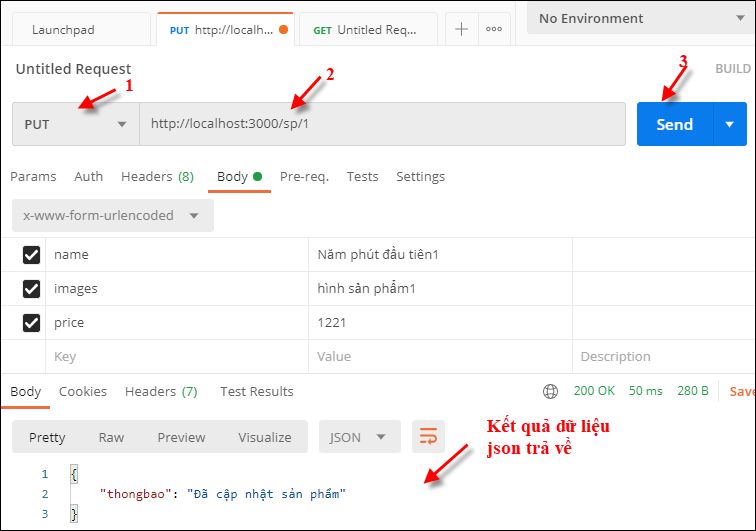 Launchpad PUT http://localh... GET Untitled Req... + ooo No Environment
Untitled Request 1 2 3 BUILD
PUT http://localhost:3000/sp/1 Send
Params Auth Headers (8) Body Pre-req. Tests Settings
x-www-form-urlencoded
name Năm phút đầu tiên1
images hình sản phẩm1
price 1221
Key Value Description
Body Cookies Headers (7) Test Results 200 OK 50 ms 280 B Save
Pretty Raw Preview Visualize JSON
Kết quả dữ liệu
json trả về
1 {
2 "thongbao": "Đã cập nhật sản phẩm"
3 }